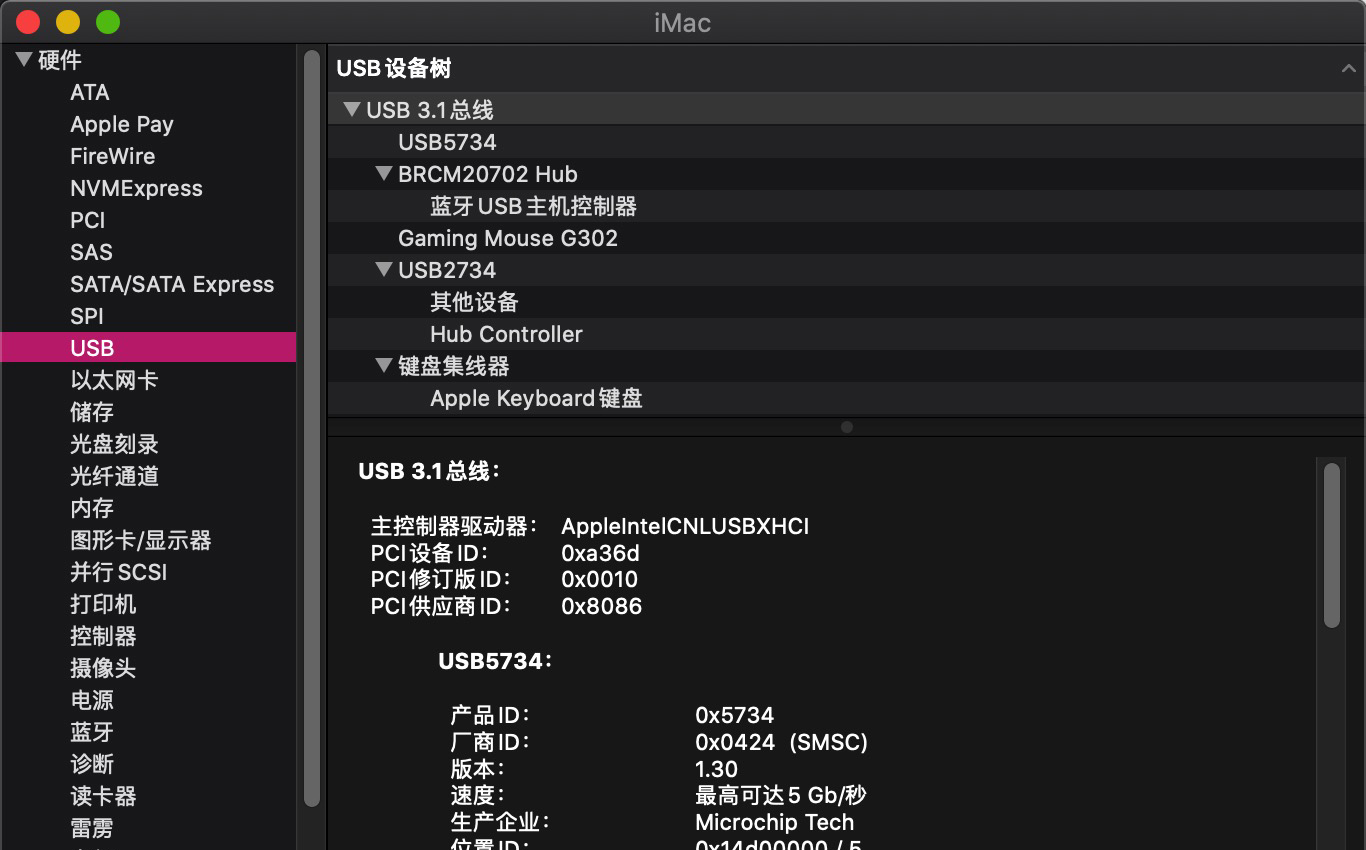 iMac
硬件
ATA
Apple Pay
FireWire
NVMExpress
PCI
SAS
SATA/SATA Express
SPI
USB
以太网卡
储存
光盘刻录
光纤通道
内存
图形卡/显示器
并行 SCSI
打印机
控制器
摄像头
电源
蓝牙
诊断
读卡器
雷雳
USB 设备树
USB 3.1 总线
USB5734
BRCM20702 Hub
蓝牙 USB 主机控制器
Gaming Mouse G302
USB2734
其他设备
Hub Controller
键盘集线器
Apple Keyboard 键盘
USB 3.1 总线：
主控制器驱动器： AppleIntelCNLUSBXHCI
PCI 设备 ID： 0xa36d
PCI 修订版 ID： 0x0010
PCI 供应商 ID： 0x8086
USB5734：
产品 ID： 0x5734
厂商 ID： 0x0424（SMSC）
版本： 1.30
速度： 最高可达 5 Gb/秒
生产企业： Microchip Tech
位置 ID： 0x14d00000 / 5